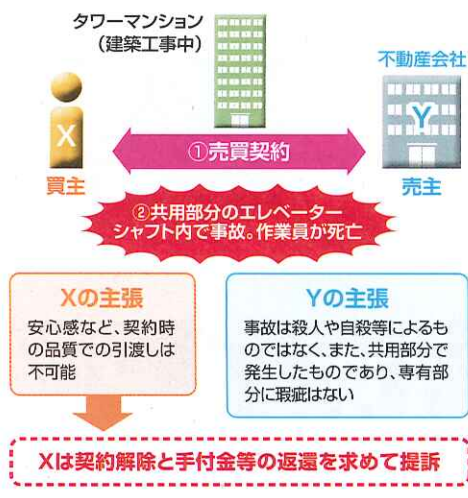 タワーマンション
（建築工事中）
不動産会社
X
Y
①売買契約
買主
売主
②共用部分のエレベーター
シャフト内で事故。作業員が死亡
Xの主張
安心感など、契約時
の品質での引渡しは
不可能
Yの主張
事故は殺人や自殺等によるも
のではなく、また、共用部分で
発生したものであり、専有部
分に瑕疵はない
Xは契約解除と手付金等の返還を求めて提訴